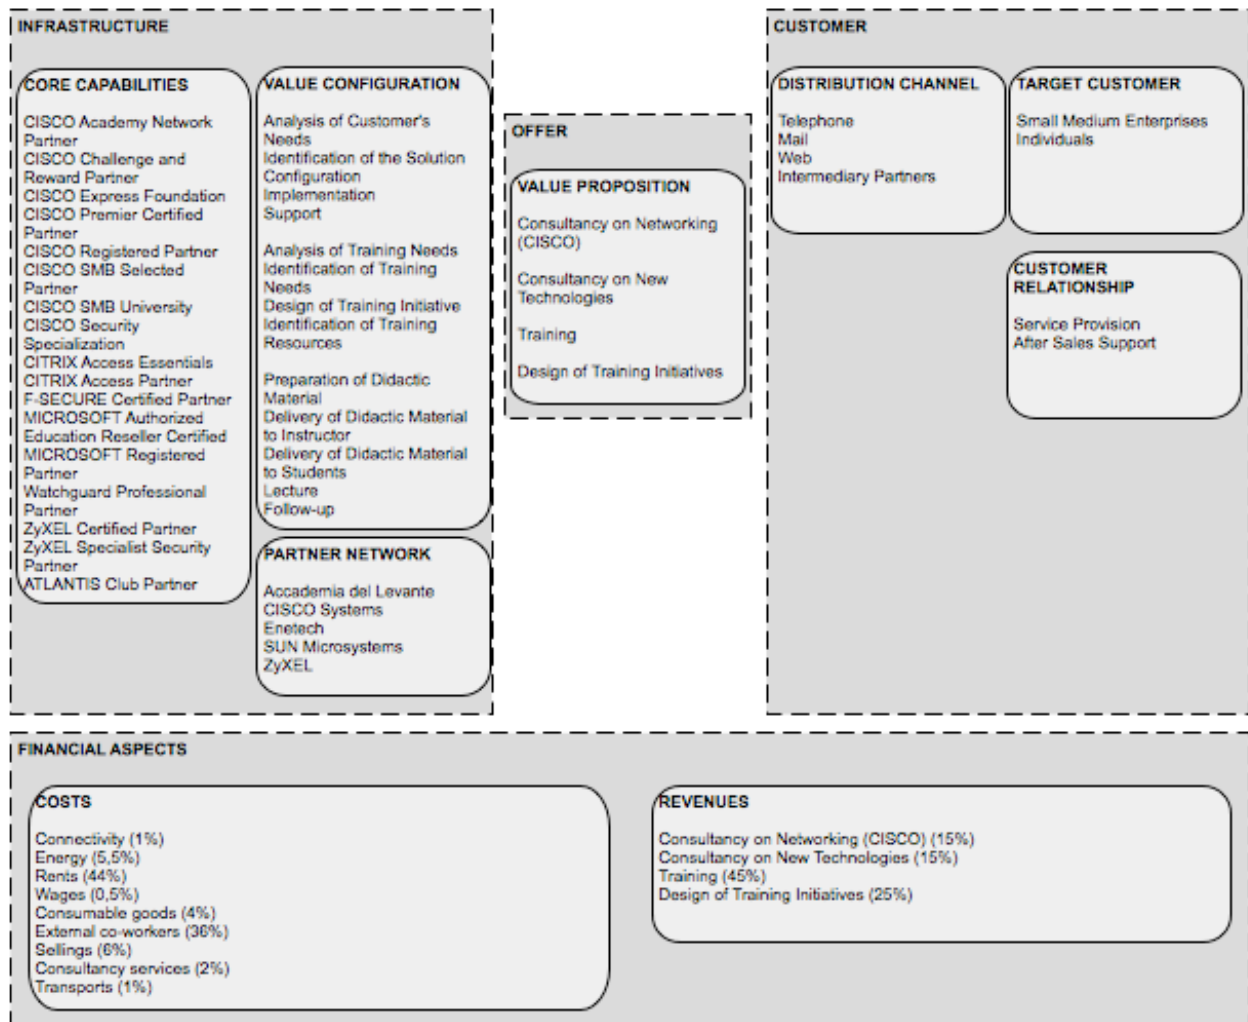 INFRASTRUCTURE
CORE CAPABILITIES
CISCO Academy Network
Partner
CISCO Challenge and
Reward Partner
CISCO Express Foundation
CISCO Premier Certified
Partner
CISCO Registered Partner
CISCO SMB Selected
Partner
CISCO SMB University
CISCO Security
Specialization
CITRIX Access Essentials
CITRIX Access Partner
F-SECURE Certified Partner
MICROSOFT Authorized
Education Reseller Certified
MICROSOFT Registered
Partner
Watchguard Professional
Partner
ZyXEL Certified Partner
ZyXEL Specialist Security
Partner
ATLANTIS Club Partner
VALUE CONFIGURATION
Analysis of Customer's
Needs
Identification of the Solution
Configuration
Implementation
Support
Analysis of Training Needs
Identification of Training
Needs
Design of Training Initiative
Identification of Training
Resources
Preparation of Didactic
Material
Delivery of Didactic Material
to Instructor
Delivery of Didactic Material
to Students
Lecture
Follow-up
PARTNER NETWORK
Accademia del Levante
CISCO Systems
Enetech
SUN Microsystems
ZyXEL
OFFER
VALUE PROPOSITION
Consultancy on Networking
(CISCO)
Consultancy on New
Technologies
Training
Design of Training Initiatives
CUSTOMER
DISTRIBUTION CHANNEL
Telephone
Mail
Web
Intermediary Partners
TARGET CUSTOMER
Small Medium Enterprises
Individuals
CUSTOMER
RELATIONSHIP
Service Provision
After Sales Support
FINANCIAL ASPECTS
COSTS
Connectivity (1%)
Energy (5,5%)
Rents (44%)
Wages (0,5%)
Consumable goods (4%)
External co-workers (36%)
Sellings (6%)
Consultancy services (2%)
Transports (1%)
REVENUES
Consultancy on Networking (CISCO) (15%)
Consultancy on New Technologies (15%)
Training (45%)
Design of Training Initiatives (25%)